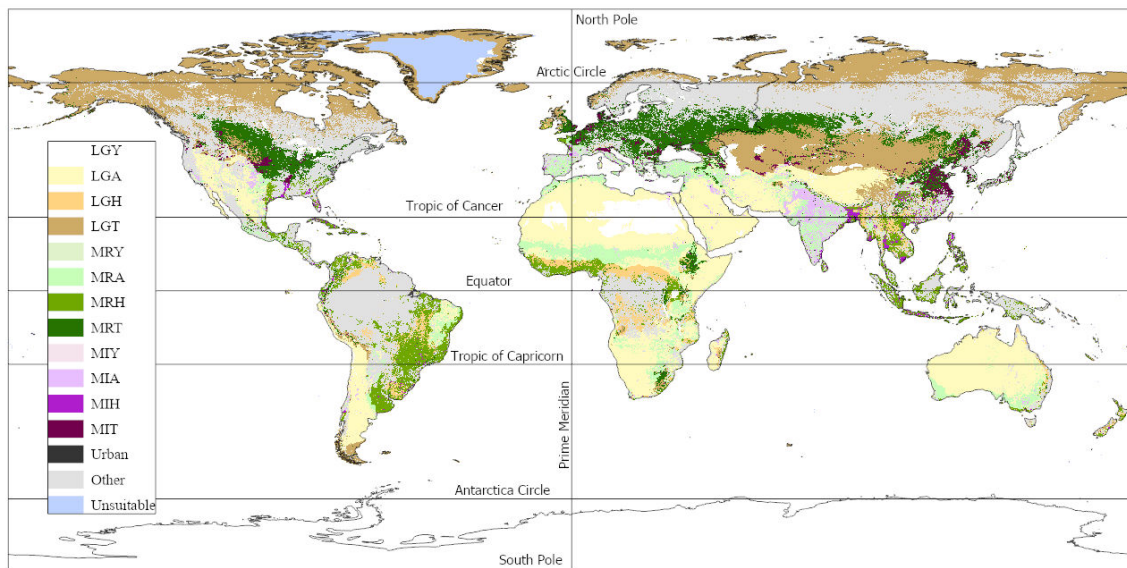 North Pole
Arctic Circle
LGY
LGA
LGH
LGT
MRY
MRA
MRH
MRT
MIY
MIA
MIH
MIT
Urban
Other
Unsuitable
Tropic of Cancer
Equator
Tropic of Capricorn
Prime Meridian
Antarctica Circle
South Pole